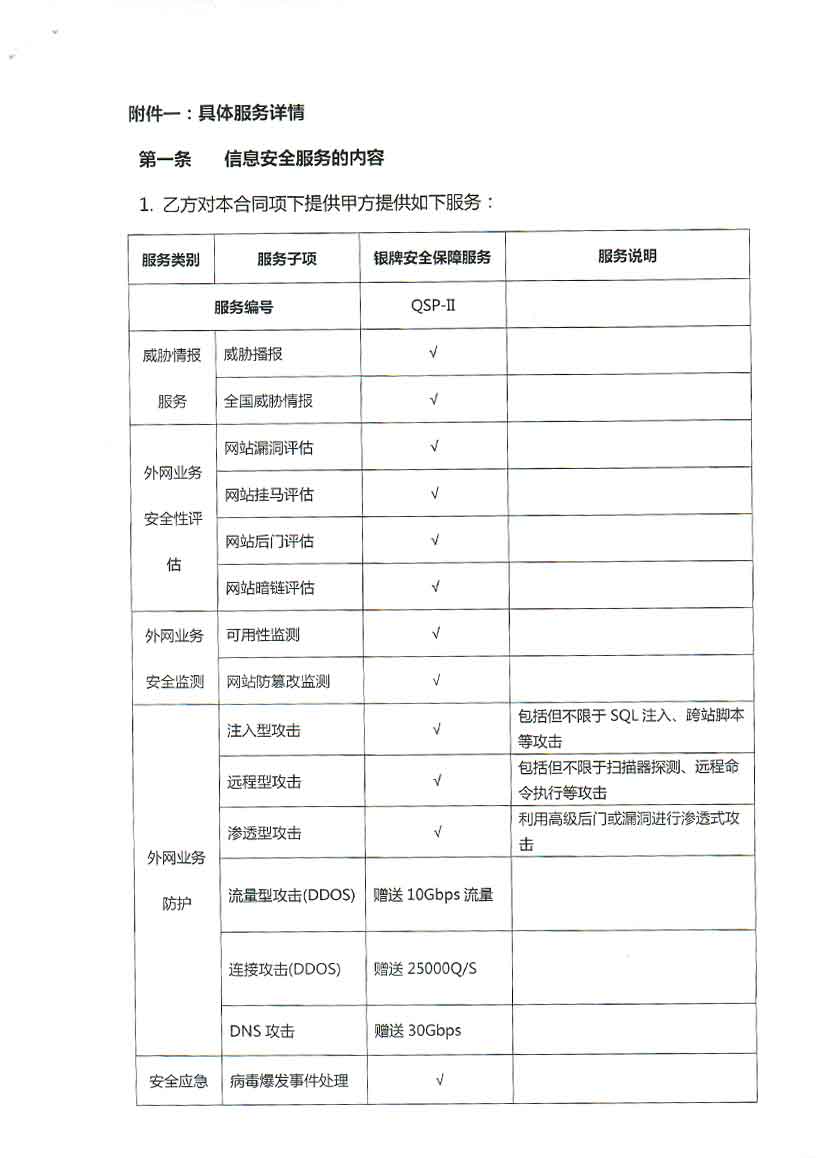 附件一：具体服务详情
第一条 信息安全服务的内容
1. 乙方对本合同项下提供甲方提供如下服务：
服务类别 服务子项 银牌安全保障服务 服务说明
服务编号 QSP-II
威胁情报
服务
威胁播报 √
全国威胁情报 √
外网业务
安全性评
估
网站漏洞评估 √
网站挂马评估 √
网站后门评估 √
网站暗链评估 √
外网业务
安全监测
可用性监测 √
网站防篡改监测 √
外网业务
防护
注入型攻击 √ 包括但不限于 SQL 注入、跨站脚本
等攻击
远程型攻击 √ 包括但不限于扫描器探测、远程命
令执行等攻击
渗透型攻击 √ 利用高级后门或漏洞进行渗透式攻
击
流量型攻击(DDOS) 赠送 10Gbps 流量
连接攻击(DDOS) 赠送 25000Q/S
DNS 攻击 赠送 30Gbps
安全应急 病毒爆发事件处理 √